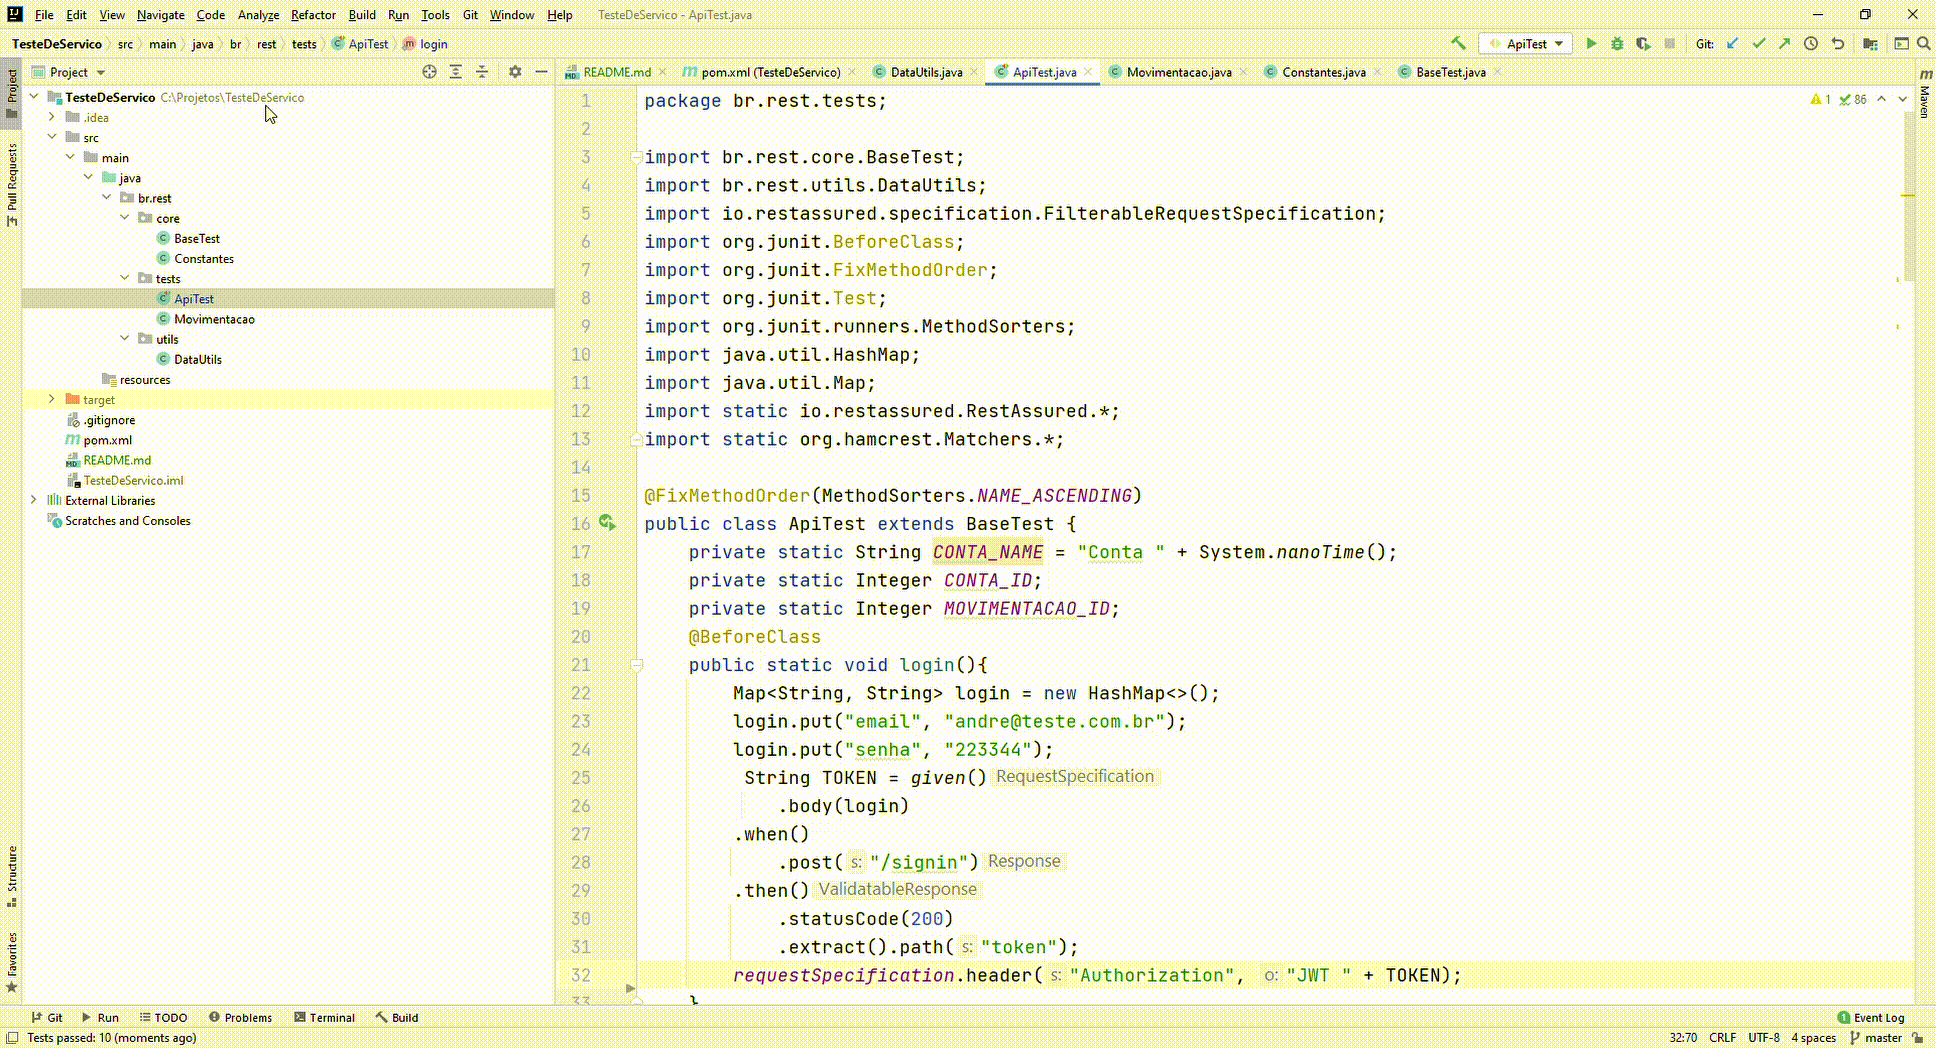 File Edit View Navigate Code Analyze Refactor Build Run Tools Git Window Help TesteDeServico - ApiTest.java
TesteDeServico src main java br rest tests ApiTest login
ApiTest Git:
Project
README.md pom.xml (TesteDeServico) DataUtils.java ApiTest.java Movimentacao.java Constantes.java BaseTest.java
Project
Pull Requests
Structure
Favorites
Maven
TesteDeServico C:\Projetos\TesteDeServico
.idea
src
main
java
br.rest
core
BaseTest
Constantes
tests
ApiTest
Movimentacao
utils
DataUtils
resources
target
.gitignore
pom.xml
README.md
TesteDeServico.iml
External Libraries
Scratches and Consoles
1 86
1 package br.rest.tests;
2
3 import br.rest.core.BaseTest;
4 import br.rest.utils.DataUtils;
5 import io.restassured.specification.FilterableRequestSpecification;
6 import org.junit.BeforeClass;
7 import org.junit.FixMethodOrder;
8 import org.junit.Test;
9 import org.junit.runners.MethodSorters;
10 import java.util.HashMap;
11 import java.util.Map;
12 import static io.restassured.RestAssured.*;
13 import static org.hamcrest.Matchers.*;
14
15 @FixMethodOrder(MethodSorters.NAME_ASCENDING)
16 public class ApiTest extends BaseTest {
17 private static String CONTA_NAME = "Conta " + System.nanoTime();
18 private static Integer CONTA_ID;
19 private static Integer MOVIMENTACAO_ID;
20 @BeforeClass
21 public static void login(){
22 Map<String, String> login = new HashMap<>();
23 login.put("email", "andre@teste.com.br");
24 login.put("senha", "223344");
25 String TOKEN = given() RequestSpecification
26 .body(login)
27 .when()
28 .post( s: "/signin") Response
29 .then() ValidatableResponse
30 .statusCode(200)
31 .extract().path( s: "token");
32 requestSpecification.header( s: "Authorization", o: "JWT " + TOKEN);
33 }
Git Run TODO Problems Terminal Build 1 Event Log
Tests passed: 10 (moments ago) 32:70 CRLF UTF-8 4 spaces master